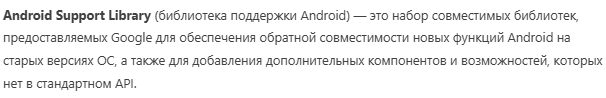 Android Support Library (библиотека поддержки Android) — это набор совместимых библиотек,
предоставляемых Google для обеспечения обратной совместимости новых функций Android на
старых версиях ОС, а также для добавления дополнительных компонентов и возможностей, которых
нет в стандартном API.